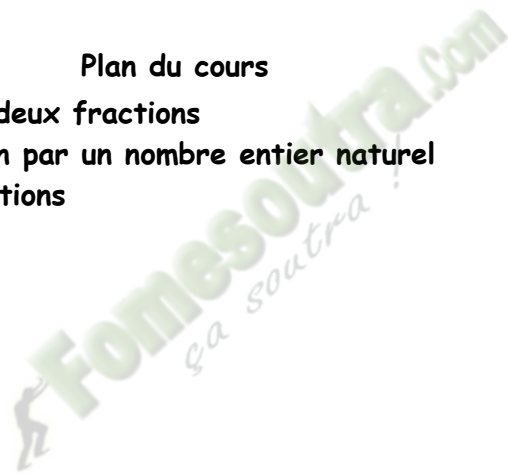 Plan du cours
deux fractions
n par un nombre entier naturel
tions
Fomesoutra.com
ça soutra !